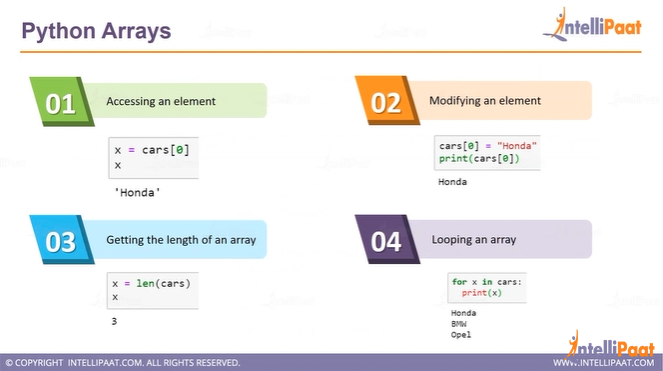 Python Arrays
IntelliPaat
01
Accessing an element
x = cars[0]
x
'Honda'
02
Modifying an element
cars[0] = "Honda"
print(cars[0])
Honda
03
Getting the length of an array
x = len(cars)
x
3
04
Looping an array
for x in cars:
print(x)
Honda
BMW
Opel
IntelliPaat
© COPYRIGHT INTELLIPAAT.COM. ALL RIGHTS RESERVED.
WWW.INTELLIPAAT.COM